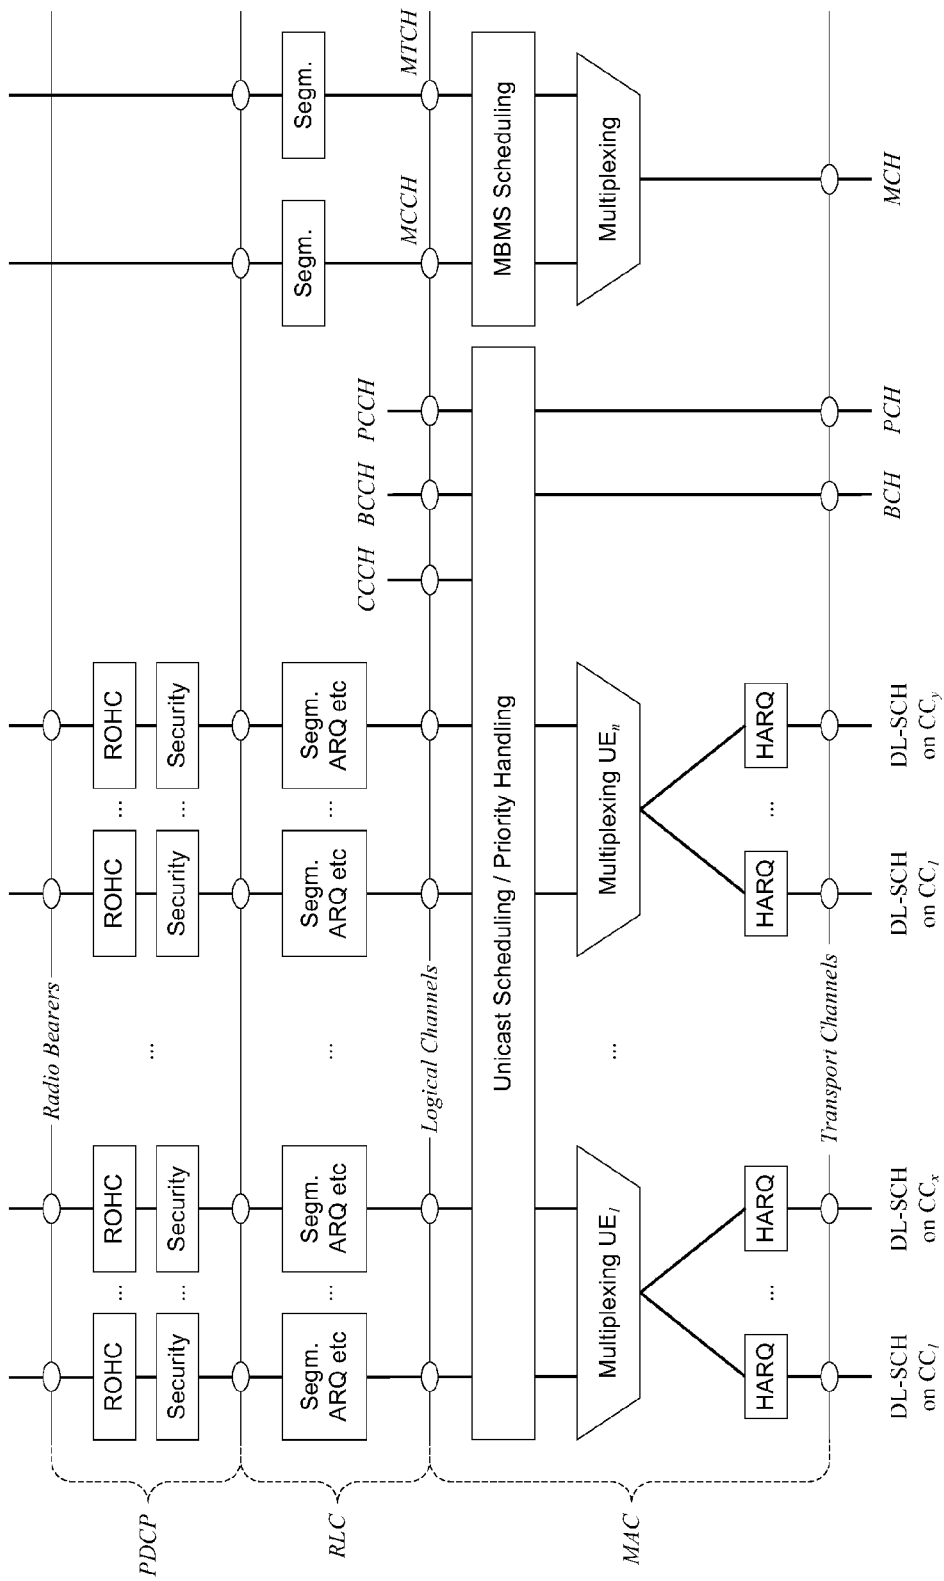 Radio Bearers
ROHC ... ROHC ROHC ... ROHC
PDCP
...
Security Security Security ... Security
Segm. Segm.
Segm. ARQ etc ... Segm. ARQ etc ... Segm. ARQ etc ... Segm. ARQ etc
RLC
CCCH BCCH PCCH MCCH MTCH
Logical Channels
Unicast Scheduling / Priority Handling MBMS Scheduling
Multiplexing UE1 ... Multiplexing UEn Multiplexing
MAC
HARQ ... HARQ HARQ ... HARQ
Transport Channels
DL-SCH on CC1 DL-SCH on CCx DL-SCH on CC1 DL-SCH on CCy BCH PCH MCH